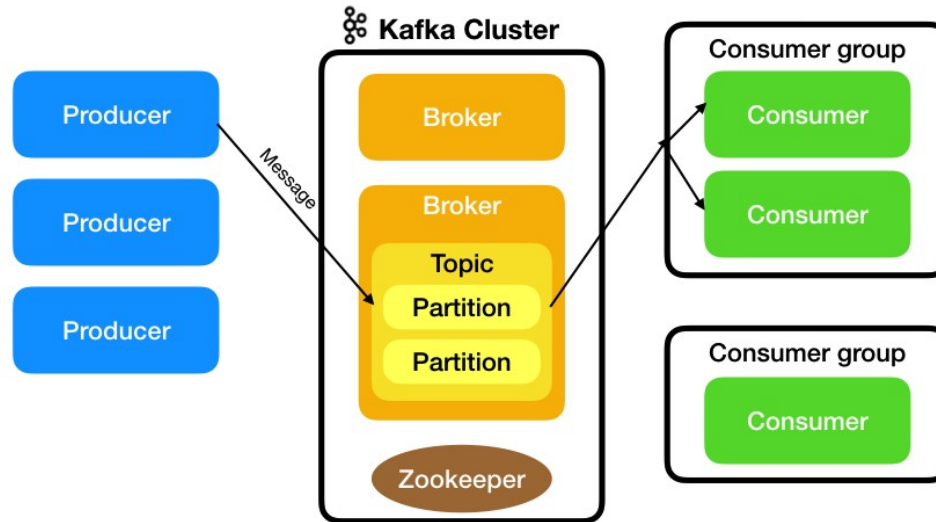 Kafka Cluster
Producer
Producer
Producer
Message
Broker
Broker
Topic
Partition
Partition
Zookeeper
Consumer group
Consumer
Consumer
Consumer group
Consumer